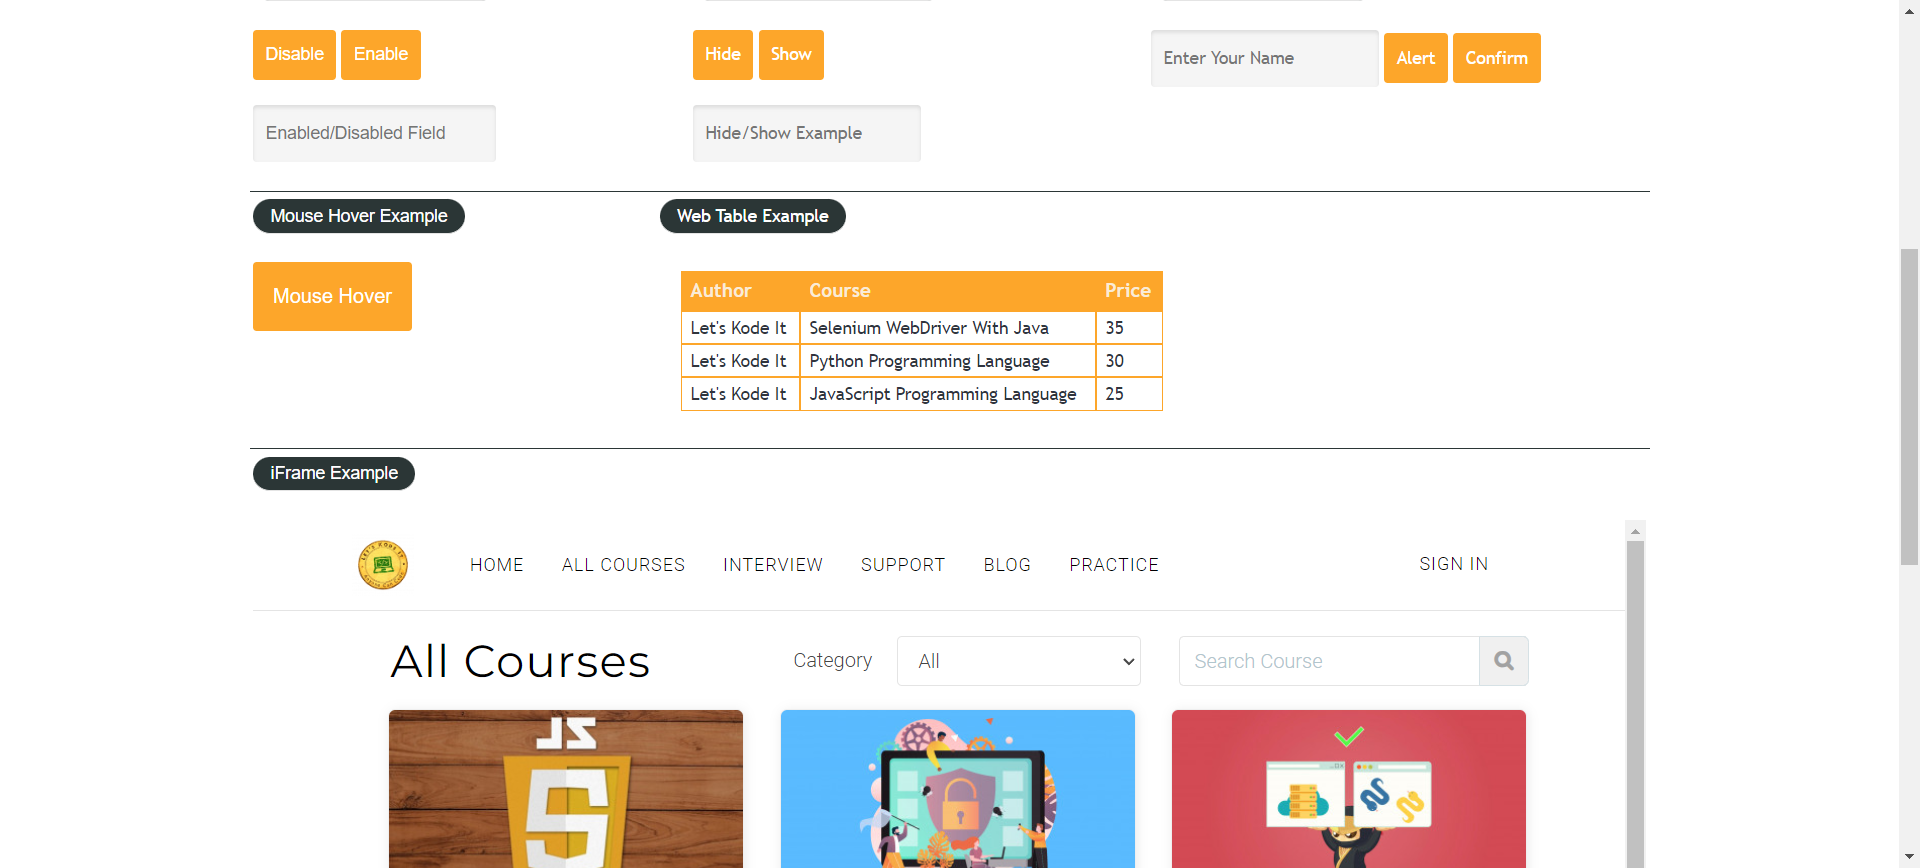 Disable Enable
Hide Show
Enter Your Name Alert Confirm
Enabled/Disabled Field
Hide/Show Example
Mouse Hover Example
Web Table Example
Mouse Hover
Author Course Price
Let's Kode It Selenium WebDriver With Java 35
Let's Kode It Python Programming Language 30
Let's Kode It JavaScript Programming Language 25
iFrame Example
HOME ALL COURSES INTERVIEW SUPPORT BLOG PRACTICE SIGN IN
All Courses Category All Search Course
JS
5